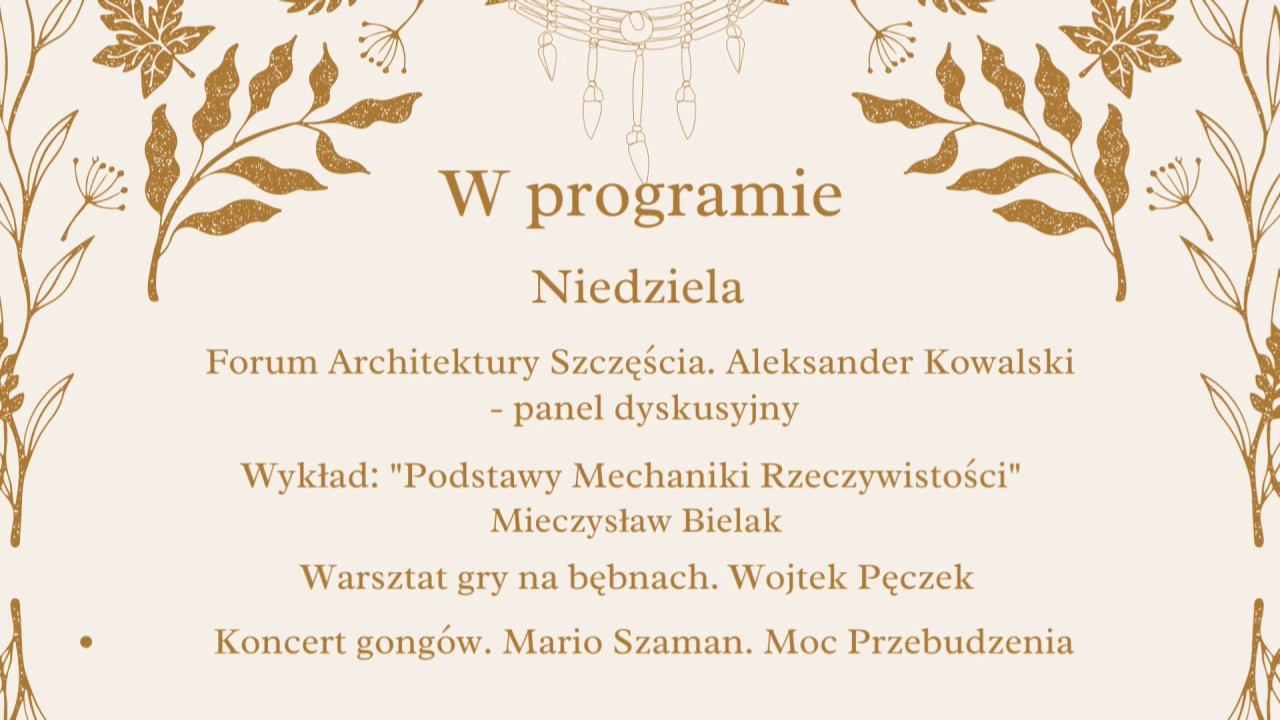 W programie
Niedziela
Forum Architektury Szczęścia. Aleksander Kowalski
- panel dyskusyjny
Wykład: "Podstawy Mechaniki Rzeczywistości"
Mieczysław Bielak
Warsztat gry na bębnach. Wojtek Pęczek
• Koncert gongów. Mario Szaman. Moc Przebudzenia